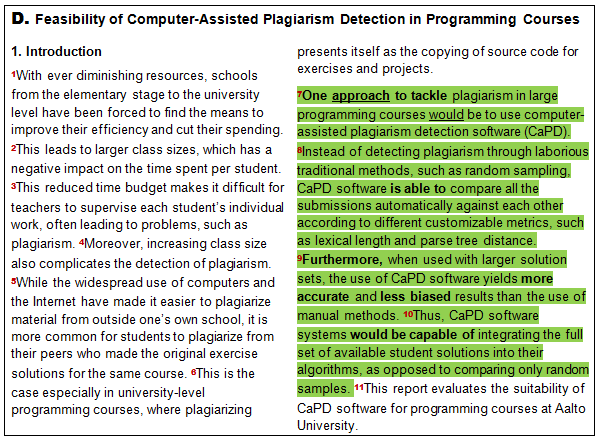 D. Feasibility of Computer-Assisted Plagiarism Detection in Programming Courses
1. Introduction
1With ever diminishing resources, schools
from the elementary stage to the university
level have been forced to find the means to
improve their efficiency and cut their spending.
2This leads to larger class sizes, which has a
negative impact on the time spent per student.
3This reduced time budget makes it difficult for
teachers to supervise each student's individual
work, often leading to problems, such as
plagiarism. 4Moreover, increasing class size
also complicates the detection of plagiarism.
5While the widespread use of computers and
the Internet have made it easier to plagiarize
material from outside one's own school, it is
more common for students to plagiarize from
their peers who made the original exercise
solutions for the same course. 6This is the
case especially in university-level
programming courses, where plagiarizing
presents itself as the copying of source code for
exercises and projects.
7One approach to tackle plagiarism in large
programming courses would be to use computer-
assisted plagiarism detection software (CaPD).
8Instead of detecting plagiarism through laborious
traditional methods, such as random sampling,
CaPD software is able to compare all the
submissions automatically against each other
according to different customizable metrics, such
as lexical length and parse tree distance.
9Furthermore, when used with larger solution
sets, the use of CaPD software yields more
accurate and less biased results than the use of
manual methods. 10Thus, CaPD software
systems would be capable of integrating the full
set of available student solutions into their
algorithms, as opposed to comparing only random
samples. 11This report evaluates the suitability of
CaPD software for programming courses at Aalto
University.